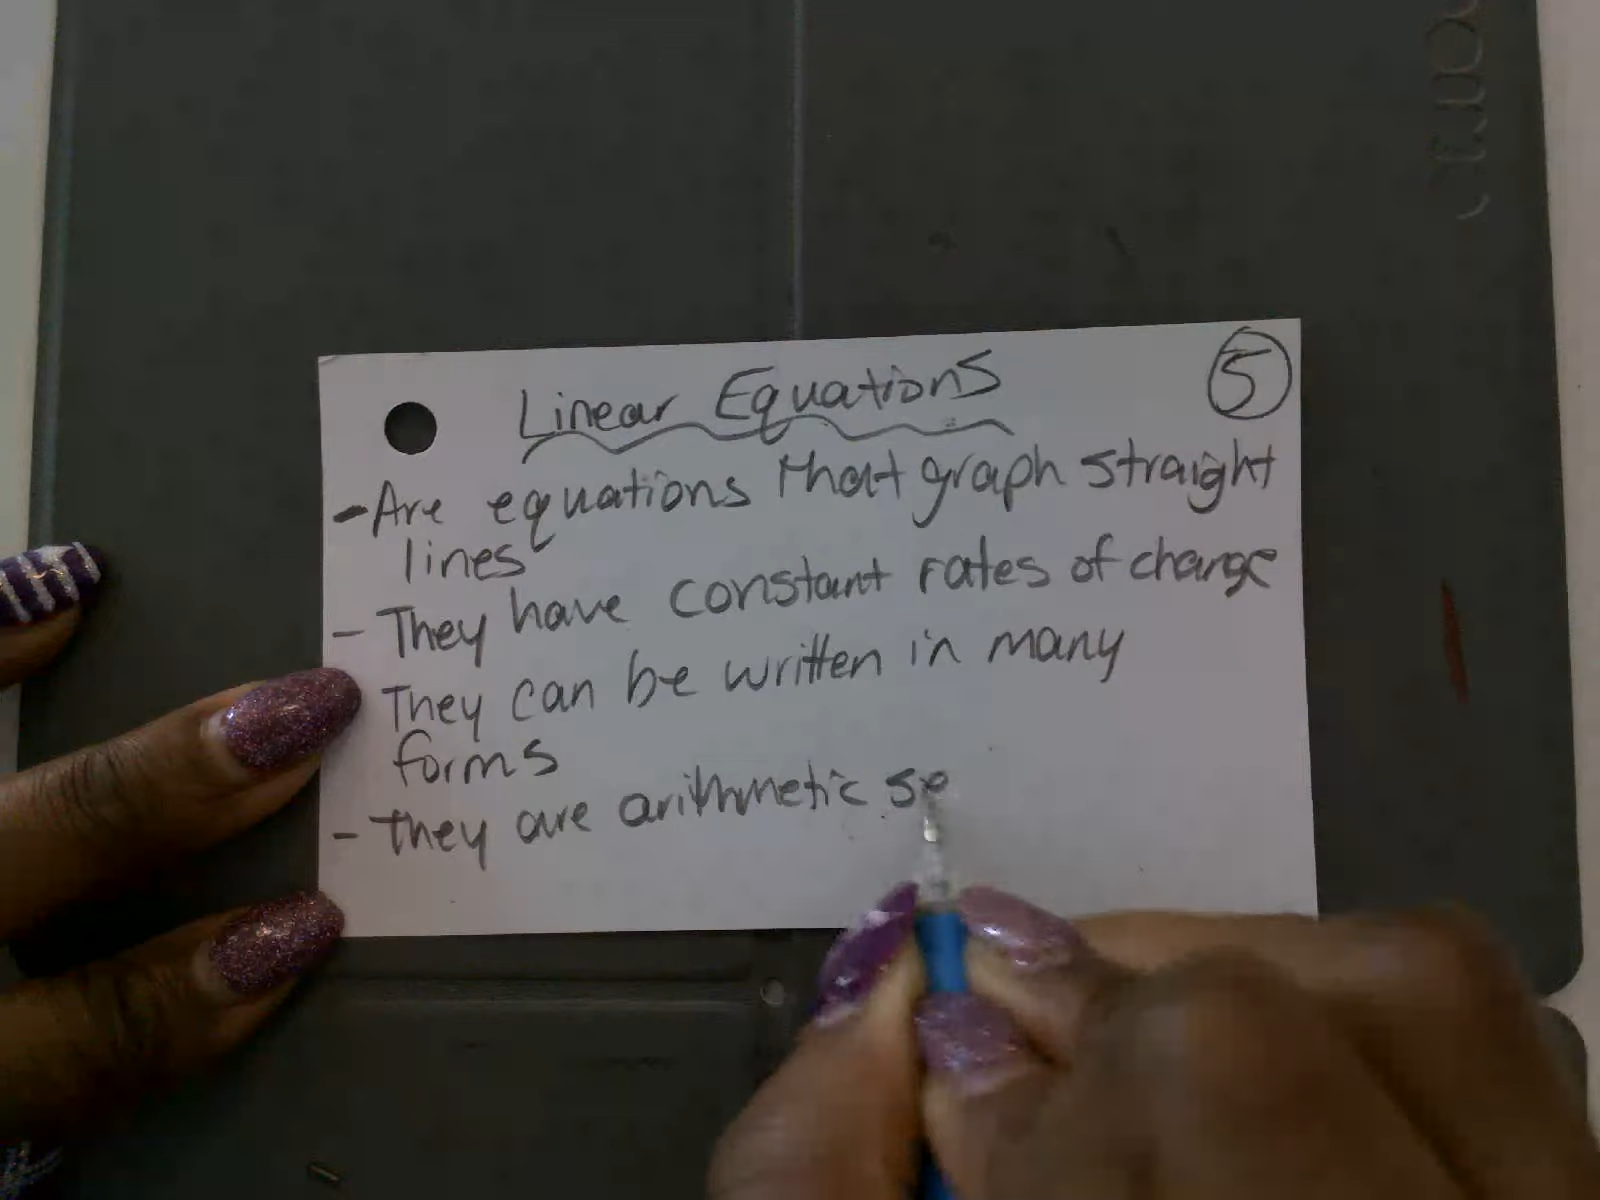 Linear Equations
5
- Are equations that graph straight
lines
- They have constant rates of change
They can be written in many
forms
- they are arithmetic se